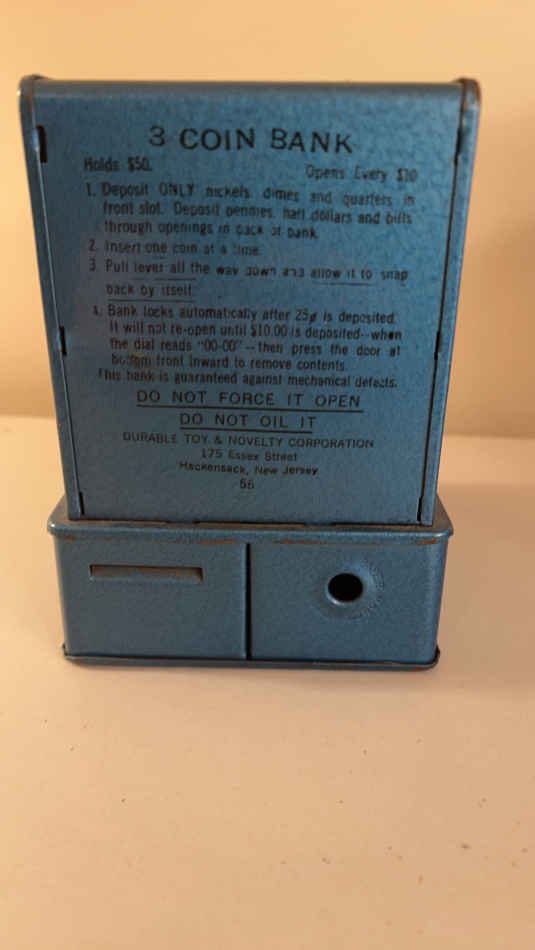 3 COIN BANK
Holds $50.
Opens Every $10
1. Deposit ONLY nickels, dimes and quarters in
front slot. Deposit pennies, half dollars and bills
through openings in back of bank.
2. Insert one coin at a time.
3. Pull lever all the way down and allow it to snap
back by itself.
4. Bank locks automatically after 25¢ is deposited.
It will not re-open until $10.00 is deposited--when
the dial reads "00-00"--then press the door at
bottom front inward to remove contents.
This bank is guaranteed against mechanical defects.
DO NOT FORCE IT OPEN
DO NOT OIL IT
DURABLE TOY & NOVELTY CORPORATION
175 Essex Street
Hackensack, New Jersey
56